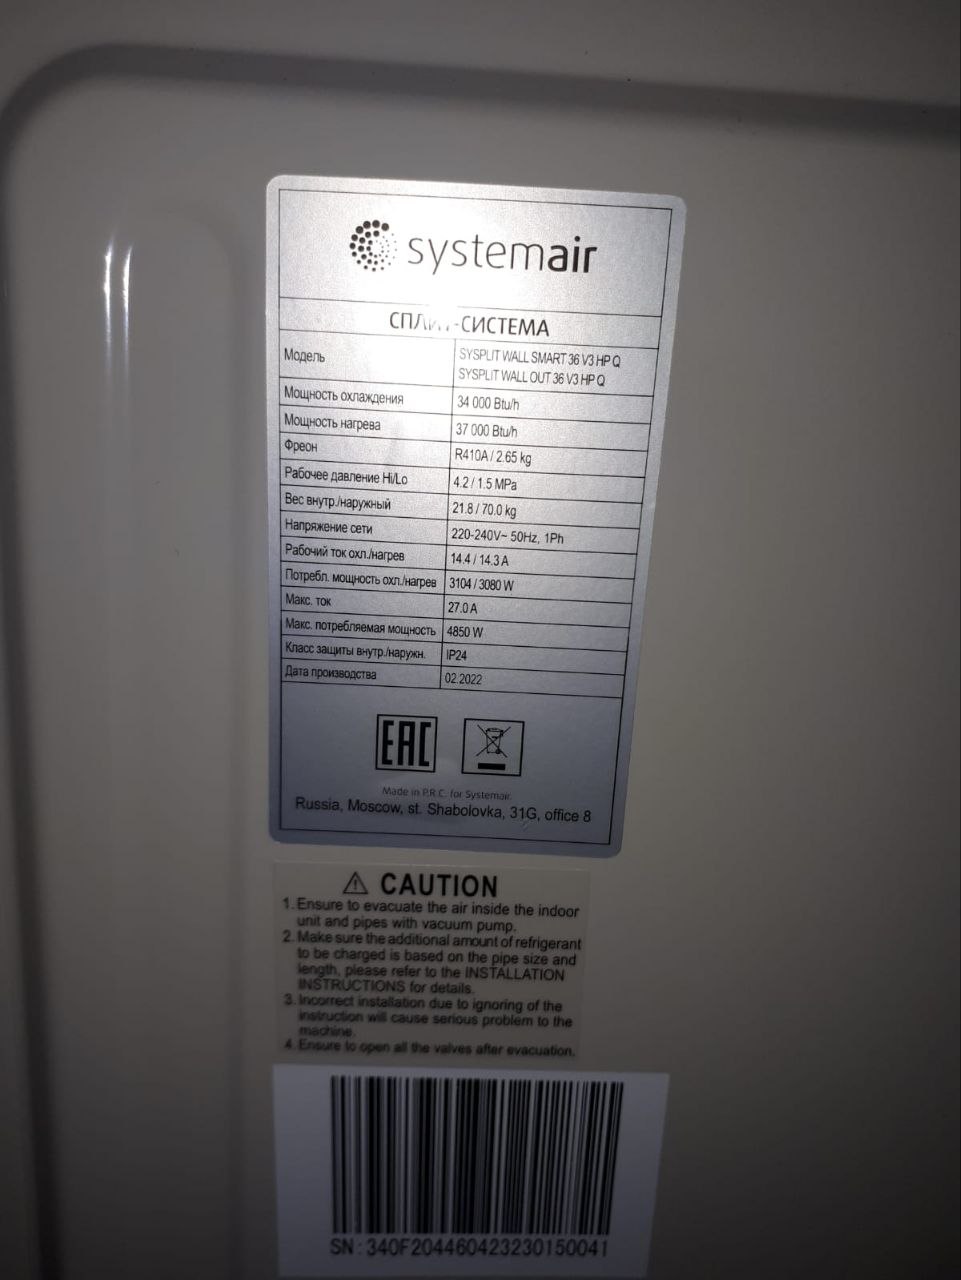 systemair
СПЛИТ-СИСТЕМА
Модель SYSPLIT WALL SMART 36 V3 HP Q
SYSPLIT WALL OUT 36 V3 HP Q
Мощность охлаждения 34 000 Btu/h
Мощность нагрева 37 000 Btu/h
Фреон R410A / 2.65 kg
Рабочее давление Hi/Lo 4.2 / 1.5 MPa
Вес внутр./наружный 21.8 / 70.0 kg
Напряжение сети 220-240V~ 50Hz, 1Ph
Рабочий ток охл./нагрев 14.4 / 14.3 A
Потребл. мощность охл./нагрев 3104 / 3080 W
Макс. ток 27.0 A
Макс. потребляемая мощность 4850 W
Класс защиты внутр./наружн. IP24
Дата производства 02.2022
EAC
Made in P.R.C. for Systemair.
Russia, Moscow, st. Shabolovka, 31G, office 8
CAUTION
1. Ensure to evacuate the air inside the indoor
unit and pipes with vacuum pump.
2. Make sure the additional amount of refrigerant
to be charged is based on the pipe size and
length, please refer to the INSTALLATION
INSTRUCTIONS for details.
3. Incorrect installation due to ignoring of the
instruction will cause serious problem to the
machine.
4. Ensure to open all the valves after evacuation.
SN : 340F204460423230150041